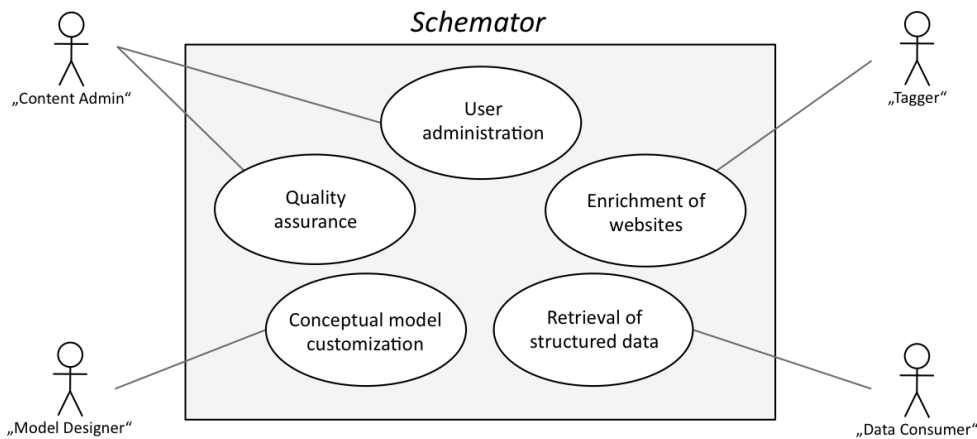 Schemator
„Content Admin“
„Tagger“
User
administration
Quality
assurance
Enrichment of
websites
Conceptual model
customization
Retrieval of
structured data
„Model Designer“
„Data Consumer“